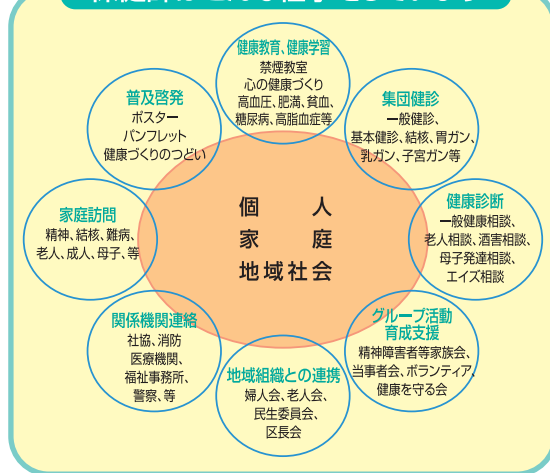 健康教育、健康学習
禁煙教室
心の健康づくり
高血圧、肥満、貧血、
糖尿病、高脂血症等
普及啓発
ポスター
パンフレット
健康づくりのつどい
集団健診
一般健診、
基本健診、結核、胃ガン、
乳ガン、子宮ガン等
家庭訪問
精神、結核、難病、
老人、成人、母子、等
個人
家庭
地域社会
健康診断
一般健康相談、
老人相談、酒害相談、
母子発達相談、
エイズ相談
関係機関連絡
社協、消防
医療機関、
福祉事務所、
警察、等
グループ活動
育成支援
精神障害者等家族会、
当事者会、ボランティア、
健康を守る会
地域組織との連携
婦人会、老人会、
民生委員会、
区長会